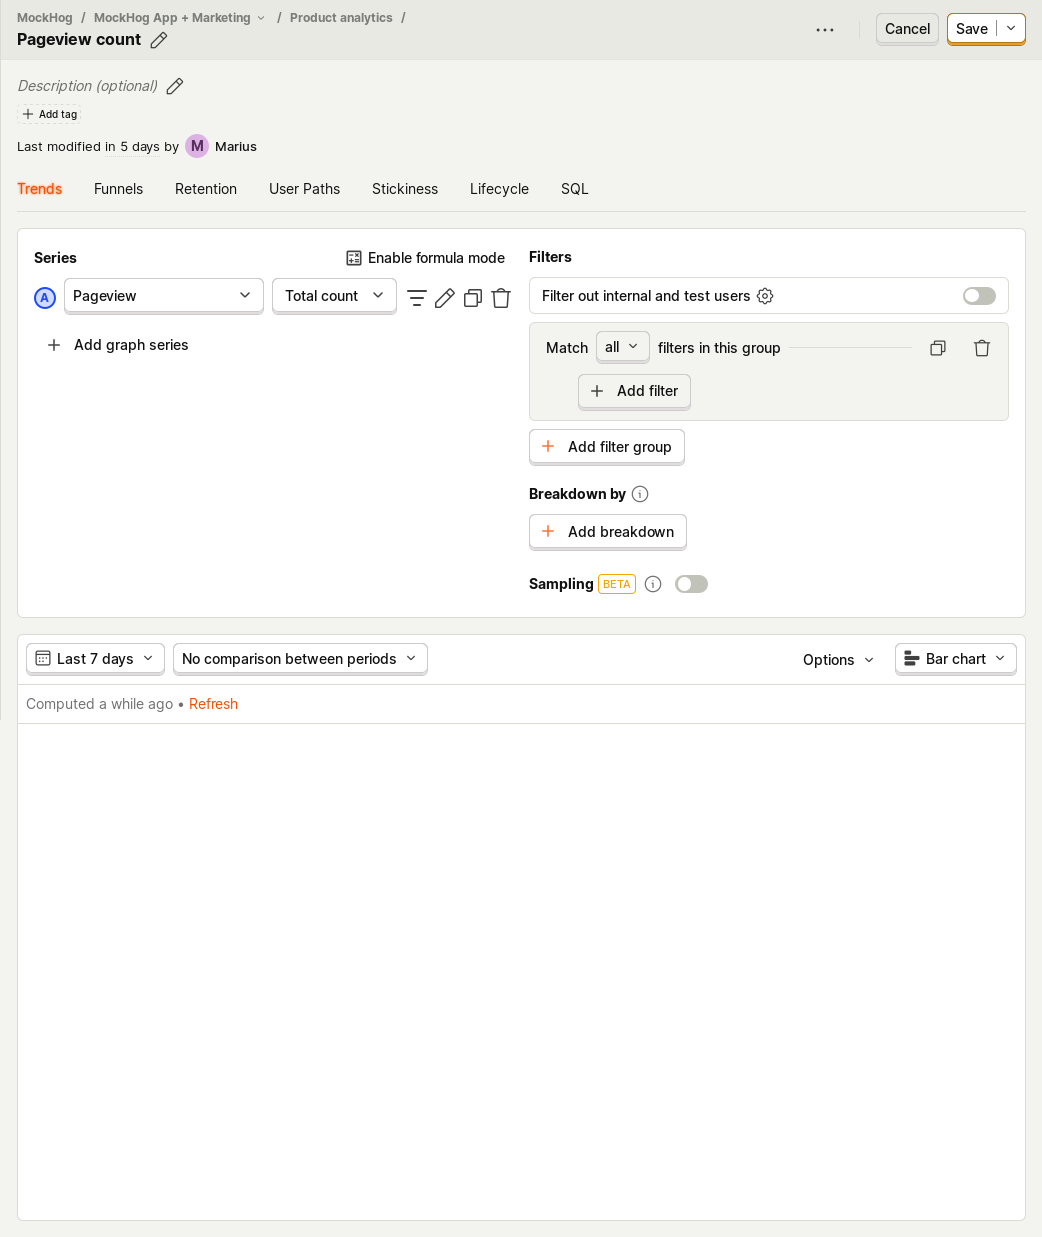 MockHog / MockHog App + Marketing / Product analytics /
Pageview count
Cancel
Save
Description (optional)
Add tag
Last modified in 5 days by M Marius
Trends Funnels Retention User Paths Stickiness Lifecycle SQL
Series
Enable formula mode
A Pageview Total count
Add graph series
Filters
Filter out internal and test users
Match all filters in this group
Add filter
Add filter group
Breakdown by
Add breakdown
Sampling BETA
Last 7 days No comparison between periods Options Bar chart
Computed a while ago • Refresh